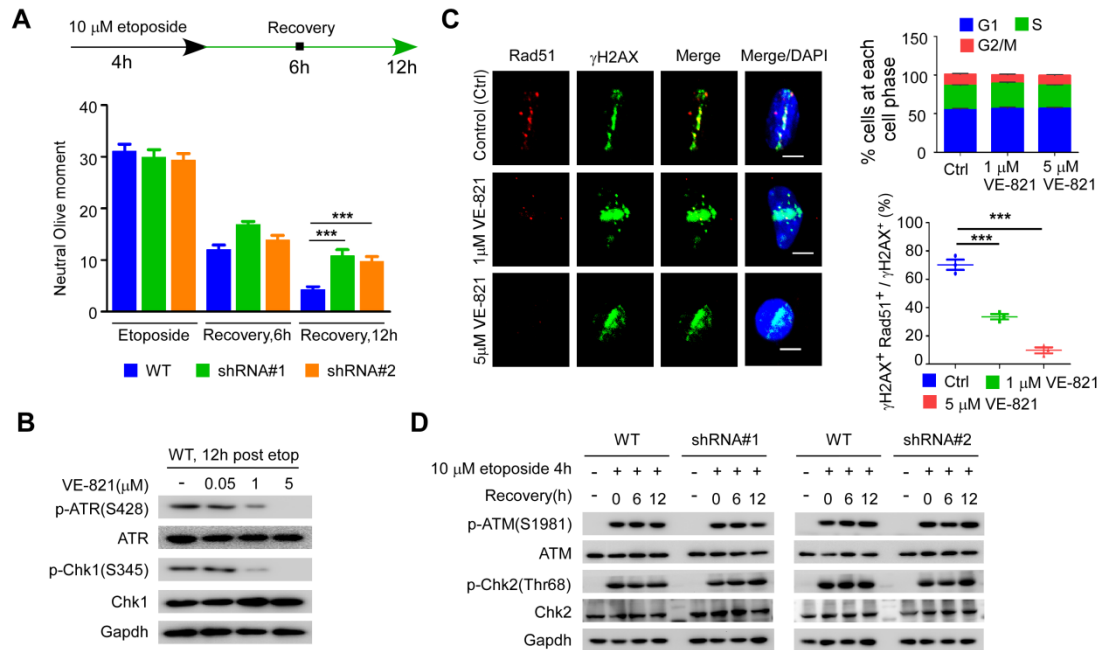 A
10 μM etoposide
Recovery
4h
6h
12h
Neutral Olive moment
40
30
20
10
0
***
***
Etoposide
Recovery,6h
Recovery,12h
WT
shRNA#1
shRNA#2
B
WT, 12h post etop
VE-821(μM)
- 0.05 1 5
p-ATR(S428)
ATR
p-Chk1(S345)
Chk1
Gapdh
C
Rad51 γH2AX Merge Merge/DAPI
Control (Ctrl)
1μM VE-821
5μM VE-821
G1 S
G2/M
% cells at each
cell phase
150
100
50
0
Ctrl 1 μM 5 μM
VE-821 VE-821
γH2AX⁺ Rad51⁺ / γH2AX⁺ (%)
100
80
60
40
20
0
***
***
Ctrl 1 μM VE-821
5 μM VE-821
D
WT shRNA#1 WT shRNA#2
10 μM etoposide 4h - + + + - + + + - + + + - + + +
Recovery(h) - 0 6 12 - 0 6 12 - 0 6 12 - 0 6 12
p-ATM(S1981)
ATM
p-Chk2(Thr68)
Chk2
Gapdh